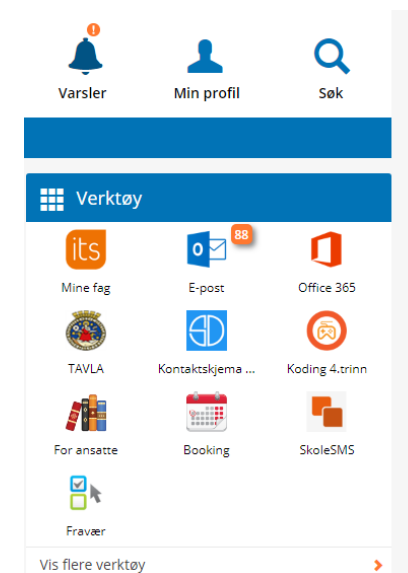 !
Varsler Min profil Søk
Verktøy
its
o 88
Mine fag E-post Office 365
SD
TAVLA Kontaktskjema ... Koding 4.trinn
For ansatte Booking SkoleSMS
Fravær
Vis flere verktøy